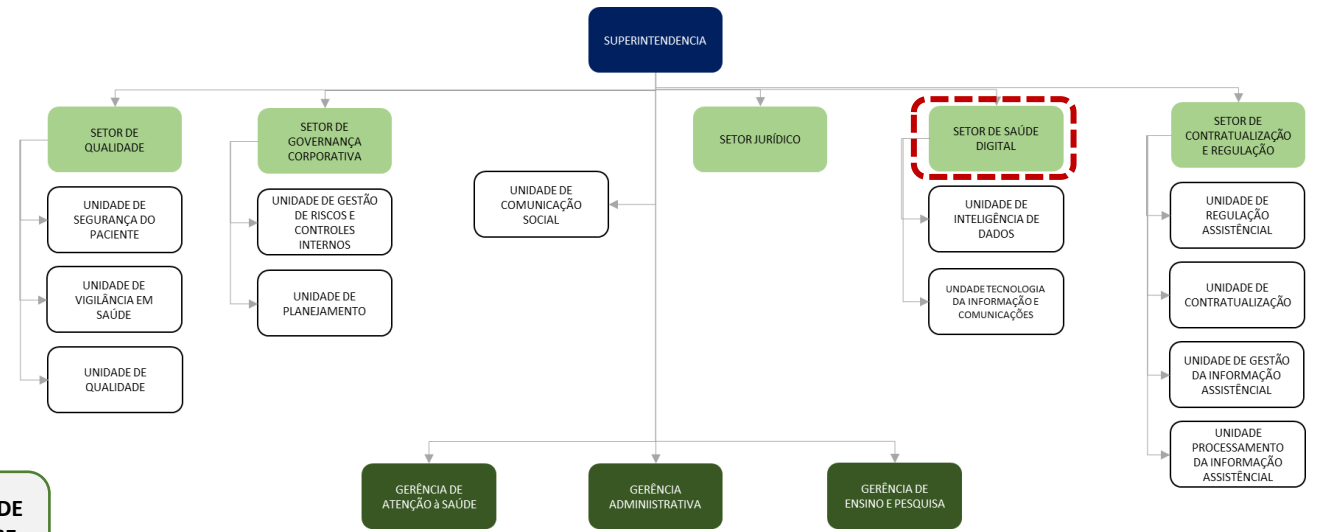 SUPERINTENDENCIA
SETOR DE
QUALIDADE
SETOR DE
GOVERNANÇA
CORPORATIVA
SETOR JURÍDICO
SETOR DE SAÚDE
DIGITAL
SETOR DE
CONTRATUALIZAÇÃO
E REGULAÇÃO
UNIDADE DE
SEGURANÇA DO
PACIENTE
UNIDADE DE
VIGILÂNCIA EM
SAÚDE
UNIDADE DE
QUALIDADE
UNIDADE DE GESTÃO
DE RISCOS E
CONTROLES
INTERNOS
UNIDADE DE
PLANEJAMENTO
UNIDADE DE
COMUNICAÇÃO
SOCIAL
UNIDADE DE
INTELIGÊNCIA DE
DADOS
UNDADE TECNOLOGIA
DA INFORMAÇÃO E
COMUNICAÇÕES
UNIDADE DE
REGULAÇÃO
ASSISTÊNCIAL
UNIDADE DE
CONTRATUALIZAÇÃO
UNIDADE DE GESTÃO
DA INFORMAÇÃO
ASSISTÊNCIAL
UNIDADE
PROCESSAMENTO
DA INFORMAÇÃO
ASSISTÊNCIAL
GERÊNCIA DE
ATENÇÃO à SAÚDE
GERÊNCIA
ADMINIISTRATIVA
GERÊNCIA DE
ENSINO E PESQUISA
DE